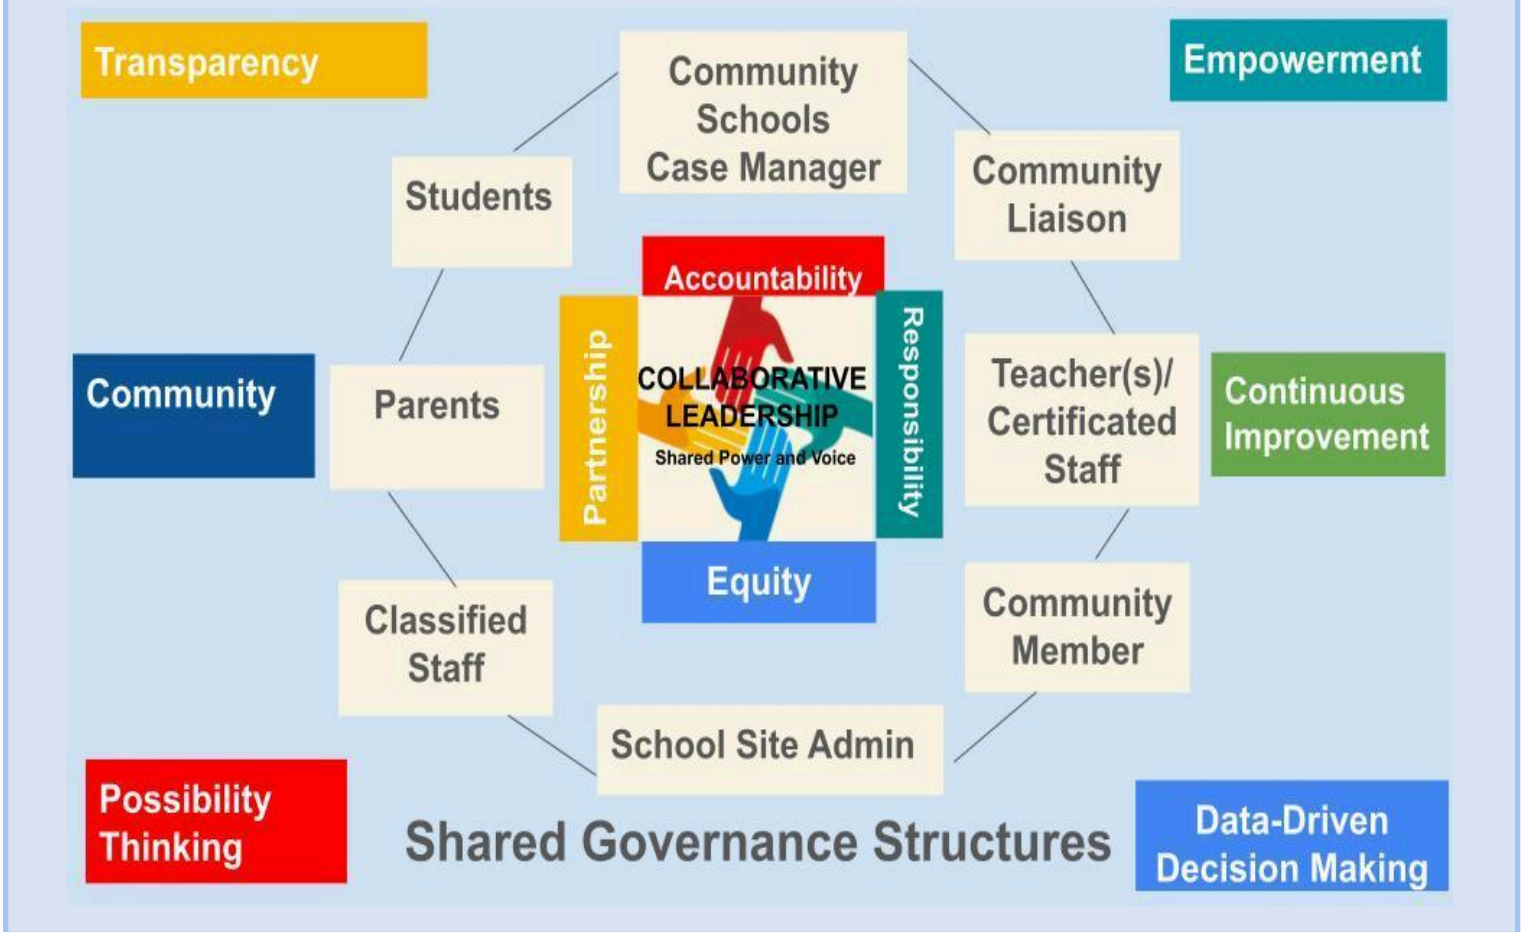 Transparency
Empowerment
Community
Schools
Case Manager
Students
Community
Liaison
Accountability
Partnership
COLLABORATIVE
LEADERSHIP
Shared Power and Voice
Responsibility
Equity
Community
Parents
Teacher(s)/
Certificated
Staff
Continuous
Improvement
Classified
Staff
Community
Member
School Site Admin
Possibility
Thinking
Shared Governance Structures
Data-Driven
Decision Making